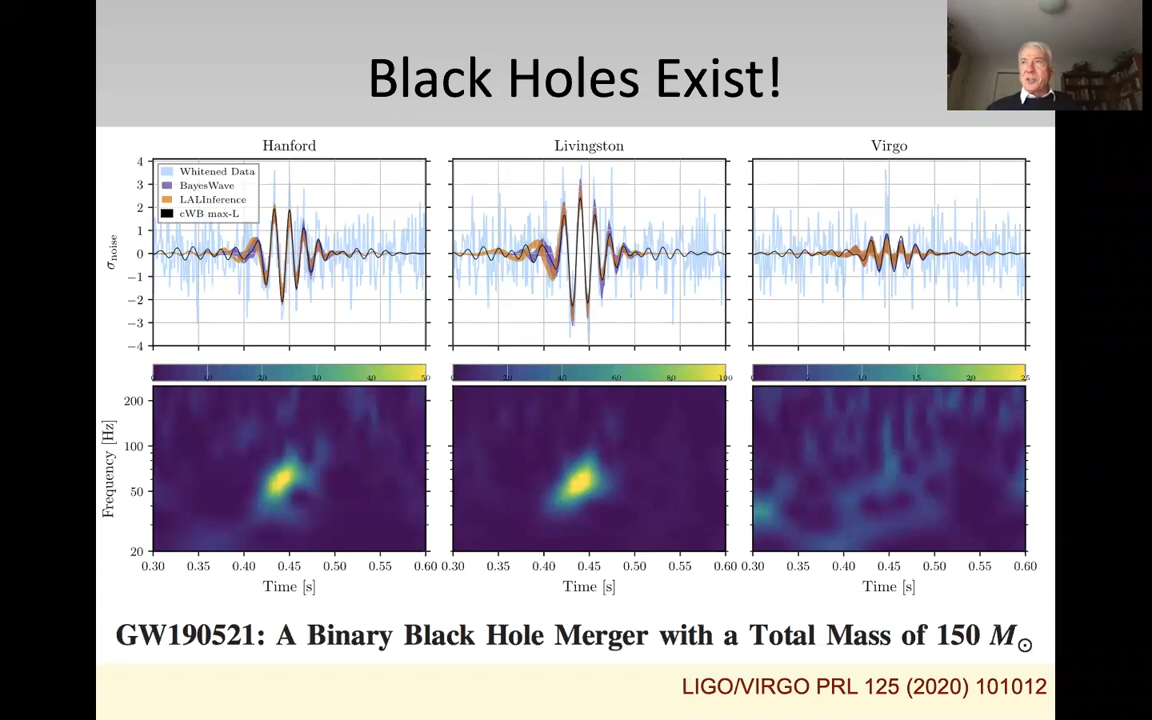 Black Holes Exist!
Hanford
Livingston
Virgo
Whitened Data
BayesWave
LALInference
cWB max-L
σnoise
4
3
2
1
0
−1
−2
−3
−4
Frequency [Hz]
200
100
50
20
0.30 0.35 0.40 0.45 0.50 0.55 0.60
0.30 0.35 0.40 0.45 0.50 0.55 0.60
0.30 0.35 0.40 0.45 0.50 0.55 0.60
Time [s]
Time [s]
Time [s]
GW190521: A Binary Black Hole Merger with a Total Mass of 150 M⊙
LIGO/VIRGO PRL 125 (2020) 101012